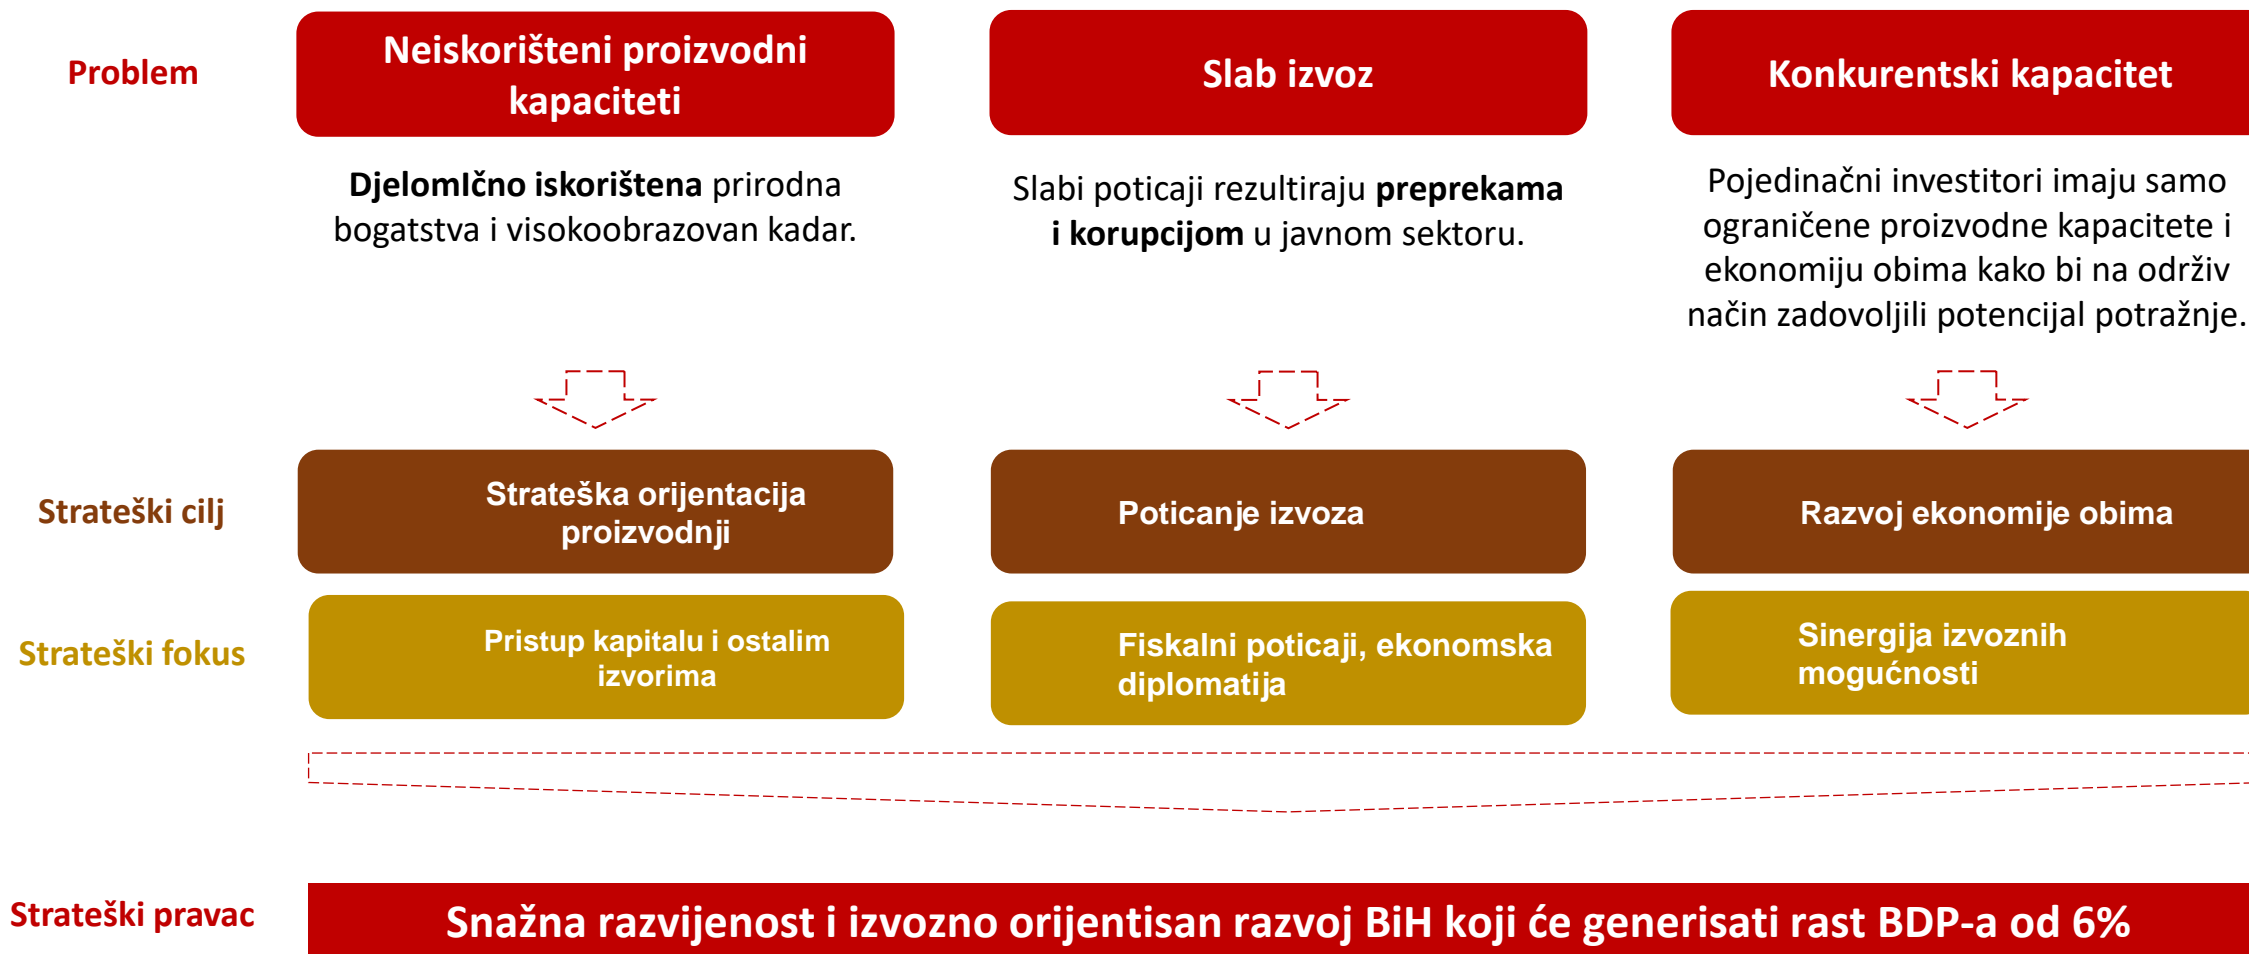 Problem
Neiskorišteni proizvodni
kapaciteti
Slab izvoz
Konkurentski kapacitet
DjelomIčno iskorištena prirodna
bogatstva i visokoobrazovan kadar.
Slabi poticaji rezultiraju preprekama
i korupcijom u javnom sektoru.
Pojedinačni investitori imaju samo
ograničene proizvodne kapacitete i
ekonomiju obima kako bi na održiv
način zadovoljili potencijal potražnje.
Strateški cilj
Strateška orijentacija
proizvodnji
Poticanje izvoza
Razvoj ekonomije obima
Strateški fokus
Pristup kapitalu i ostalim
izvorima
Fiskalni poticaji, ekonomska
diplomatija
Sinergija izvoznih
mogućnosti
Strateški pravac
Snažna razvijenost i izvozno orijentisan razvoj BiH koji će generisati rast BDP-a od 6%